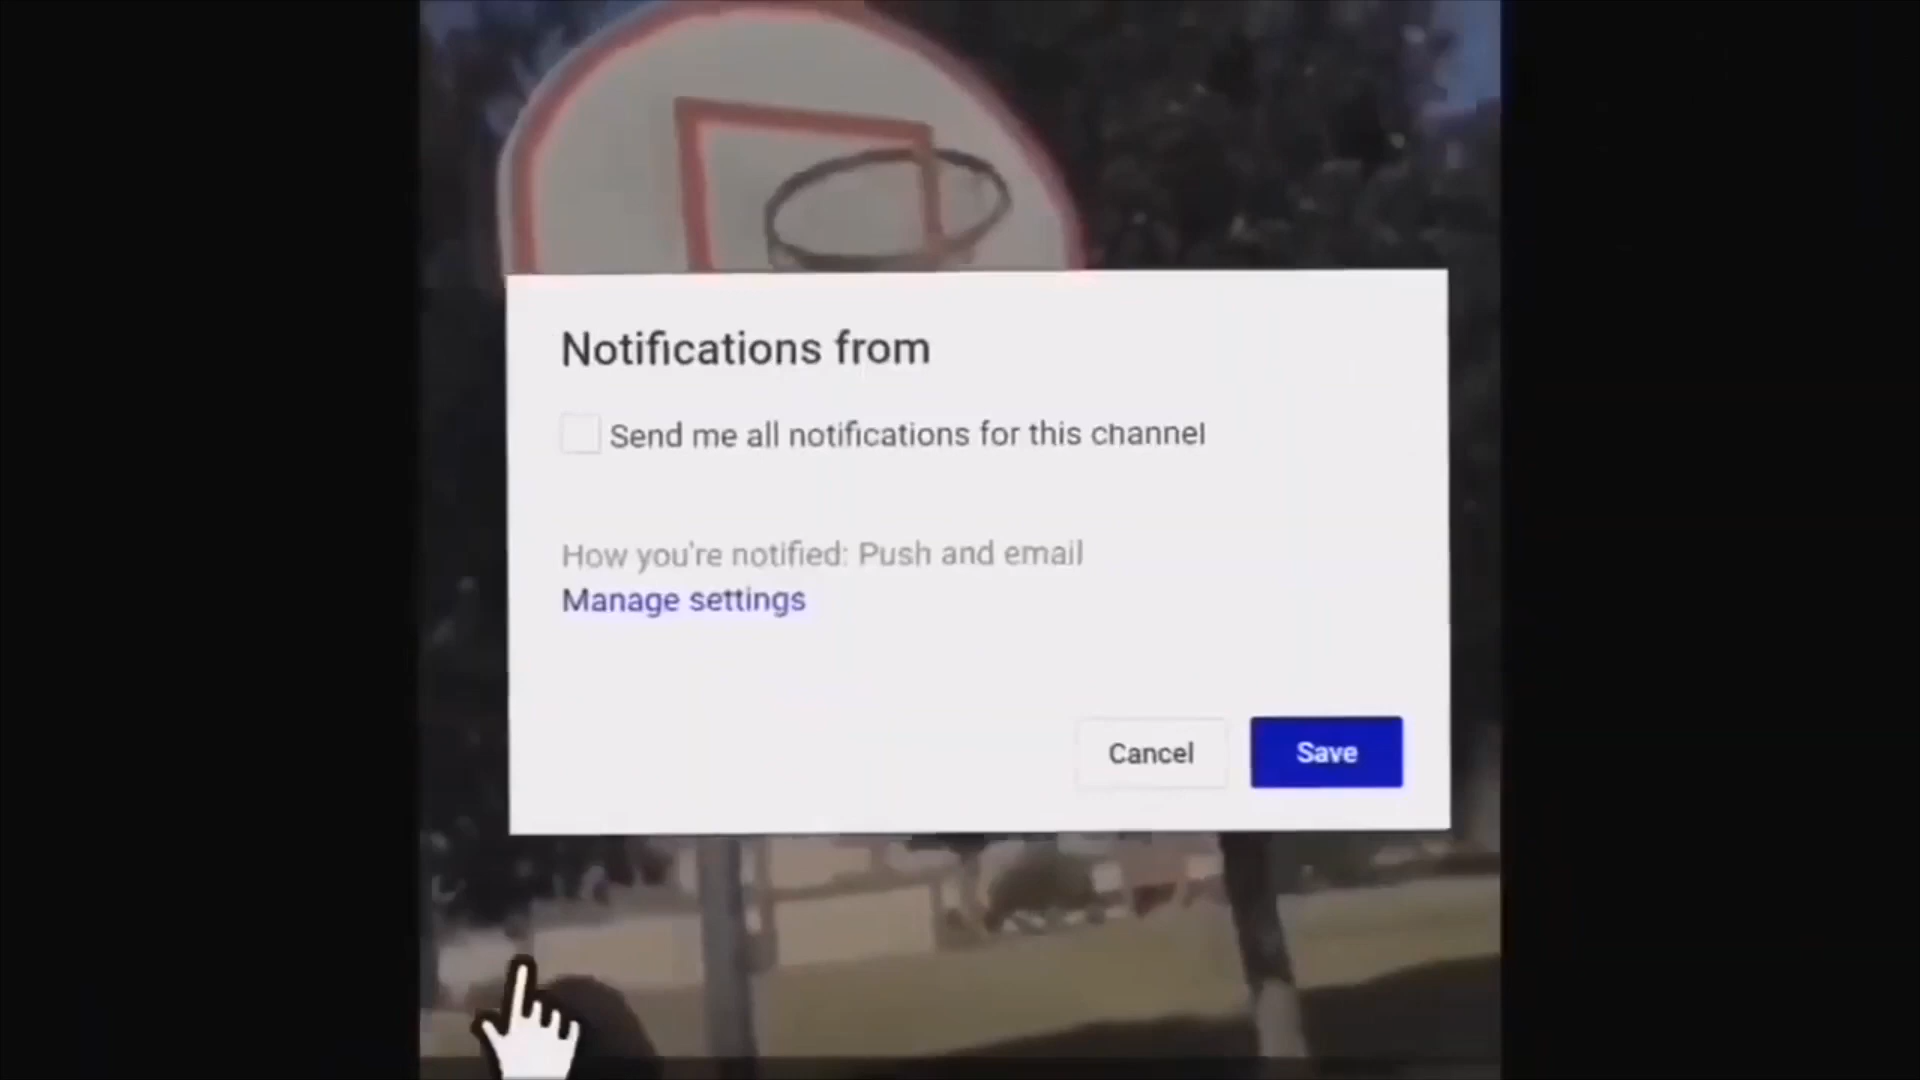 Notifications from
Send me all notifications for this channel
How you're notified: Push and email
Manage settings
Cancel
Save